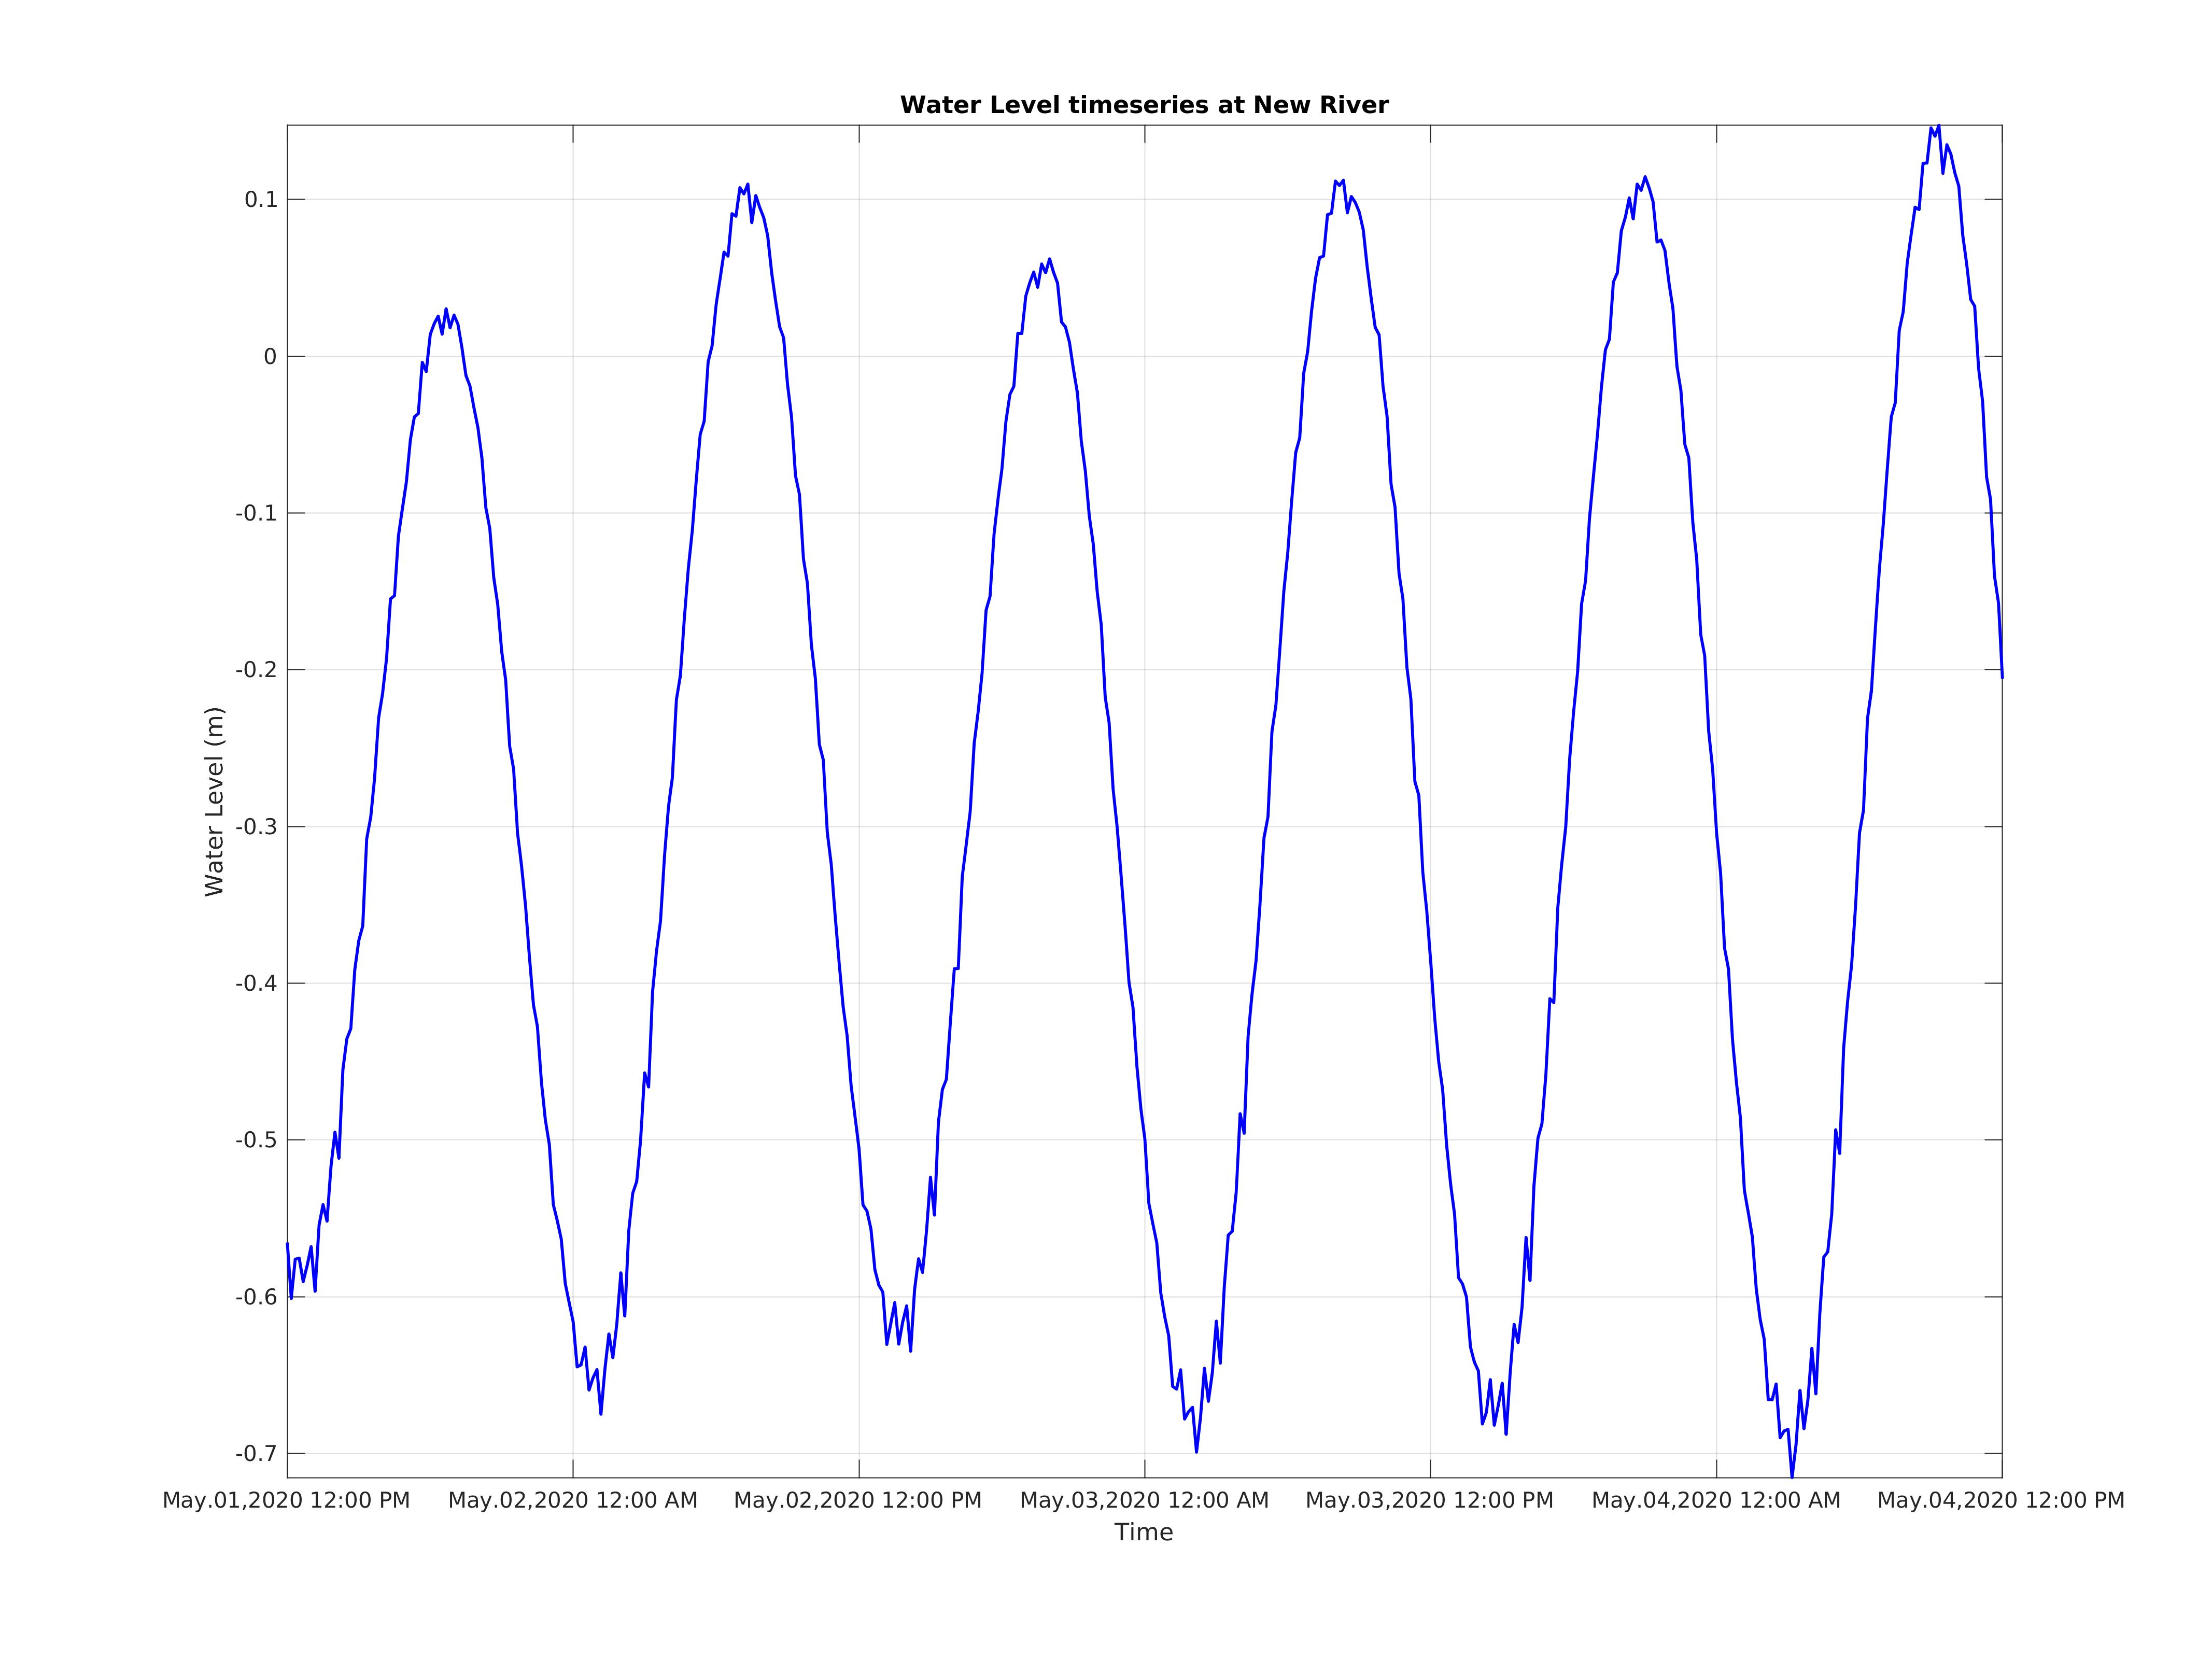 Water Level timeseries at New River
Water Level (m)
0.1
0
-0.1
-0.2
-0.3
-0.4
-0.5
-0.6
-0.7
May.01,2020 12:00 PM
May.02,2020 12:00 AM
May.02,2020 12:00 PM
May.03,2020 12:00 AM
May.03,2020 12:00 PM
May.04,2020 12:00 AM
May.04,2020 12:00 PM
Time